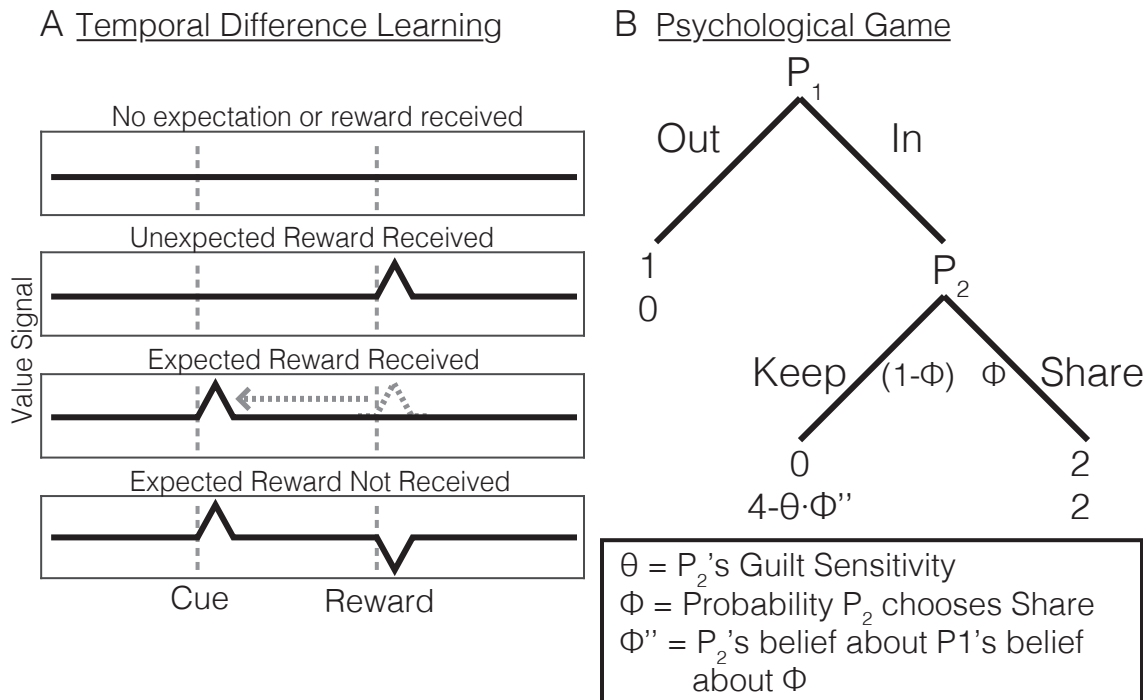 A Temporal Difference Learning
Value Signal
No expectation or reward received
Unexpected Reward Received
Expected Reward Received
Expected Reward Not Received
Cue Reward
B Psychological Game
P₁
Out In
1
0
P₂
Keep (1-Φ) Φ Share
0 2
4-θ·Φ'' 2
θ = P₂'s Guilt Sensitivity
Φ = Probability P₂ chooses Share
Φ'' = P₂'s belief about P1's belief
about Φ